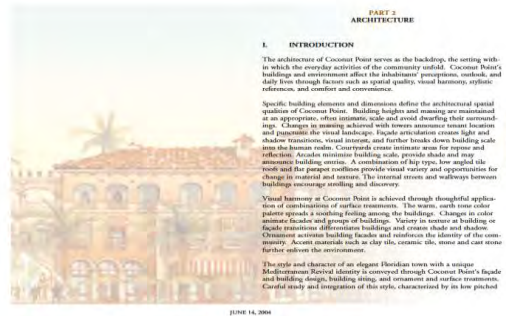 PART 2
ARCHITECTURE
I. INTRODUCTION
The architecture of Coconut Point serves as the backdrop, the setting with-
in which the everyday activities of the community unfold. Coconut Point's
buildings and environment affect the inhabitants' perceptions, outlook, and
daily lives through factors such as spatial quality, visual harmony, stylistic
references, and comfort and convenience.
Specific building elements and dimensions define the architectural spatial
qualities of Coconut Point. Building heights and massing are maintained
at an appropriate, often intimate, scale and avoid dwarfing their surround-
ings. Changes in massing achieved with towers announce tenant location
and punctuate the visual landscape. Façade articulation creates light and
shadow transitions, visual interest, and further breaks down building scale
into the human realm. Courtyards create intimate areas for repose and
reflection. Arcades minimize building scale, provide shade and may
announce building entries. A combination of hip type, low angled tile
roofs and flat parapet rooflines provide visual variety and opportunities for
change in material and texture. The internal streets and walkways between
buildings encourage strolling and discovery.
Visual harmony at Coconut Point is achieved through thoughtful applica-
tion of combinations of surface treatments. The warm, earth tone color
palette spreads a soothing feeling among the buildings. Changes in color
animate facades and groups of buildings. Variety in texture at building or
façade transitions differentiates buildings and creates shade and shadow.
Ornament activates building facades and reinforces the identity of the com-
munity. Accent materials such as clay tile, ceramic tile, stone and cast stone
further enliven the environment.
The style and character of an elegant Floridian town with a unique
Mediterranean Revival identity is conveyed through Coconut Point's façade
and building design, building siting, and ornament and surface treatments.
Careful study and integration of this style, characterized by its low pitched
JUNE 14, 2004